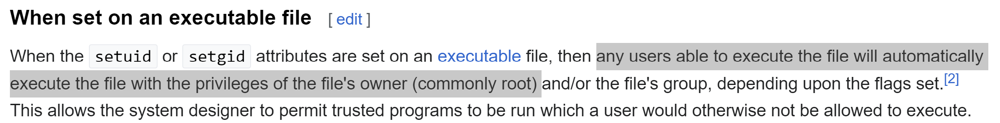 When set on an executable file [ edit ]
When the setuid or setgid attributes are set on an executable file, then any users able to execute the file will automatically
execute the file with the privileges of the file's owner (commonly root) and/or the file's group, depending upon the flags set.[2]
This allows the system designer to permit trusted programs to be run which a user would otherwise not be allowed to execute.